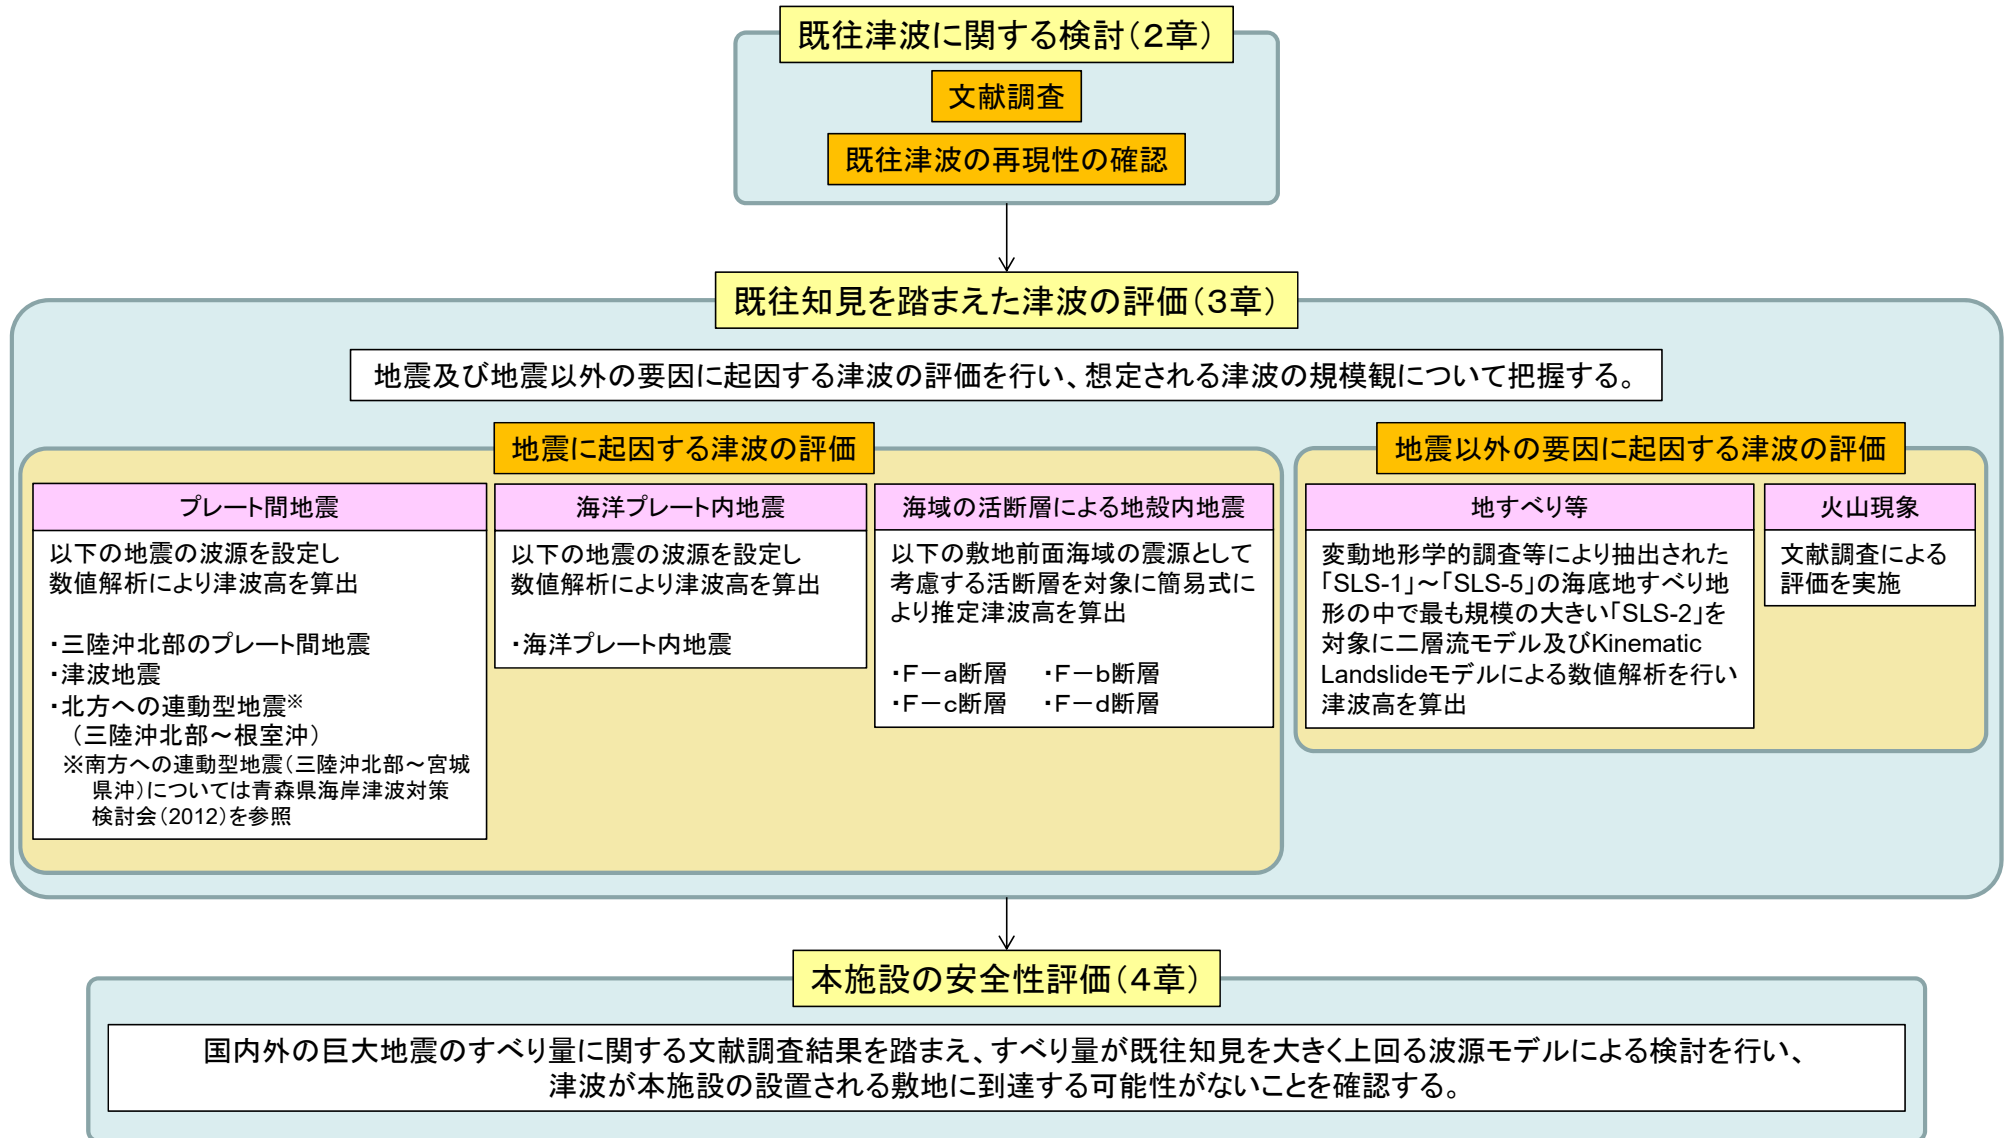 既往津波に関する検討（２章）
文献調査
既往津波の再現性の確認
既往知見を踏まえた津波の評価（３章）
地震及び地震以外の要因に起因する津波の評価を行い、想定される津波の規模観について把握する。
地震に起因する津波の評価
プレート間地震
以下の地震の波源を設定し
数値解析により津波高を算出
・三陸沖北部のプレート間地震
・津波地震
・北方への連動型地震※
（三陸沖北部～根室沖）
※南方への連動型地震（三陸沖北部～宮城
県沖）については青森県海岸津波対策
検討会（2012）を参照
海洋プレート内地震
以下の地震の波源を設定し
数値解析により津波高を算出
・海洋プレート内地震
海域の活断層による地殻内地震
以下の敷地前面海域の震源として
考慮する活断層を対象に簡易式に
より推定津波高を算出
・Ｆ－ａ断層　・Ｆ－ｂ断層
・Ｆ－ｃ断層　・Ｆ－ｄ断層
地震以外の要因に起因する津波の評価
地すべり等
変動地形学的調査等により抽出された
「SLS-1」～「SLS-5」の海底地すべり地
形の中で最も規模の大きい「SLS-2」を
対象に二層流モデル及びKinematic
Landslideモデルによる数値解析を行い
津波高を算出
火山現象
文献調査による
評価を実施
本施設の安全性評価（４章）
国内外の巨大地震のすべり量に関する文献調査結果を踏まえ、すべり量が既往知見を大きく上回る波源モデルによる検討を行い、
津波が本施設の設置される敷地に到達する可能性がないことを確認する。